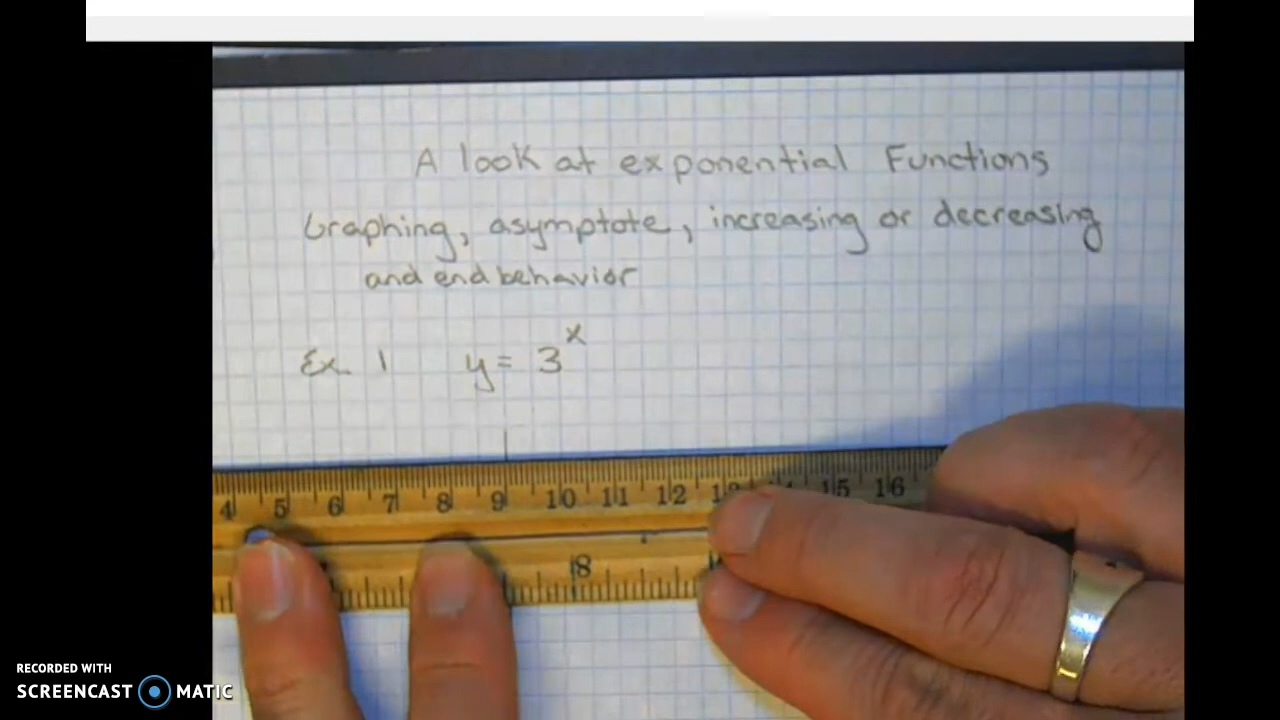 A look at exponential Functions
Graphing, asymptote, increasing or decreasing
and end behavior
Ex 1 y = 3^x
4 5 6 7 8 9 10 11 12 13 15 16
8
RECORDED WITH
SCREENCAST MATIC